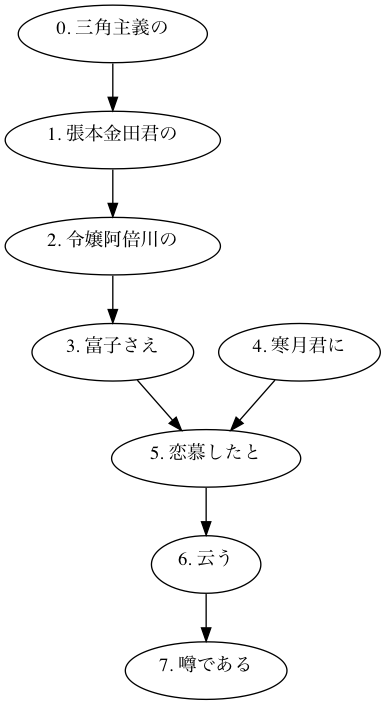 0. 三角主義の
1. 張本金田君の
2. 令嬢阿倍川の
3. 富子さえ
4. 寒月君に
5. 恋慕したと
6. 云う
7. 噂である